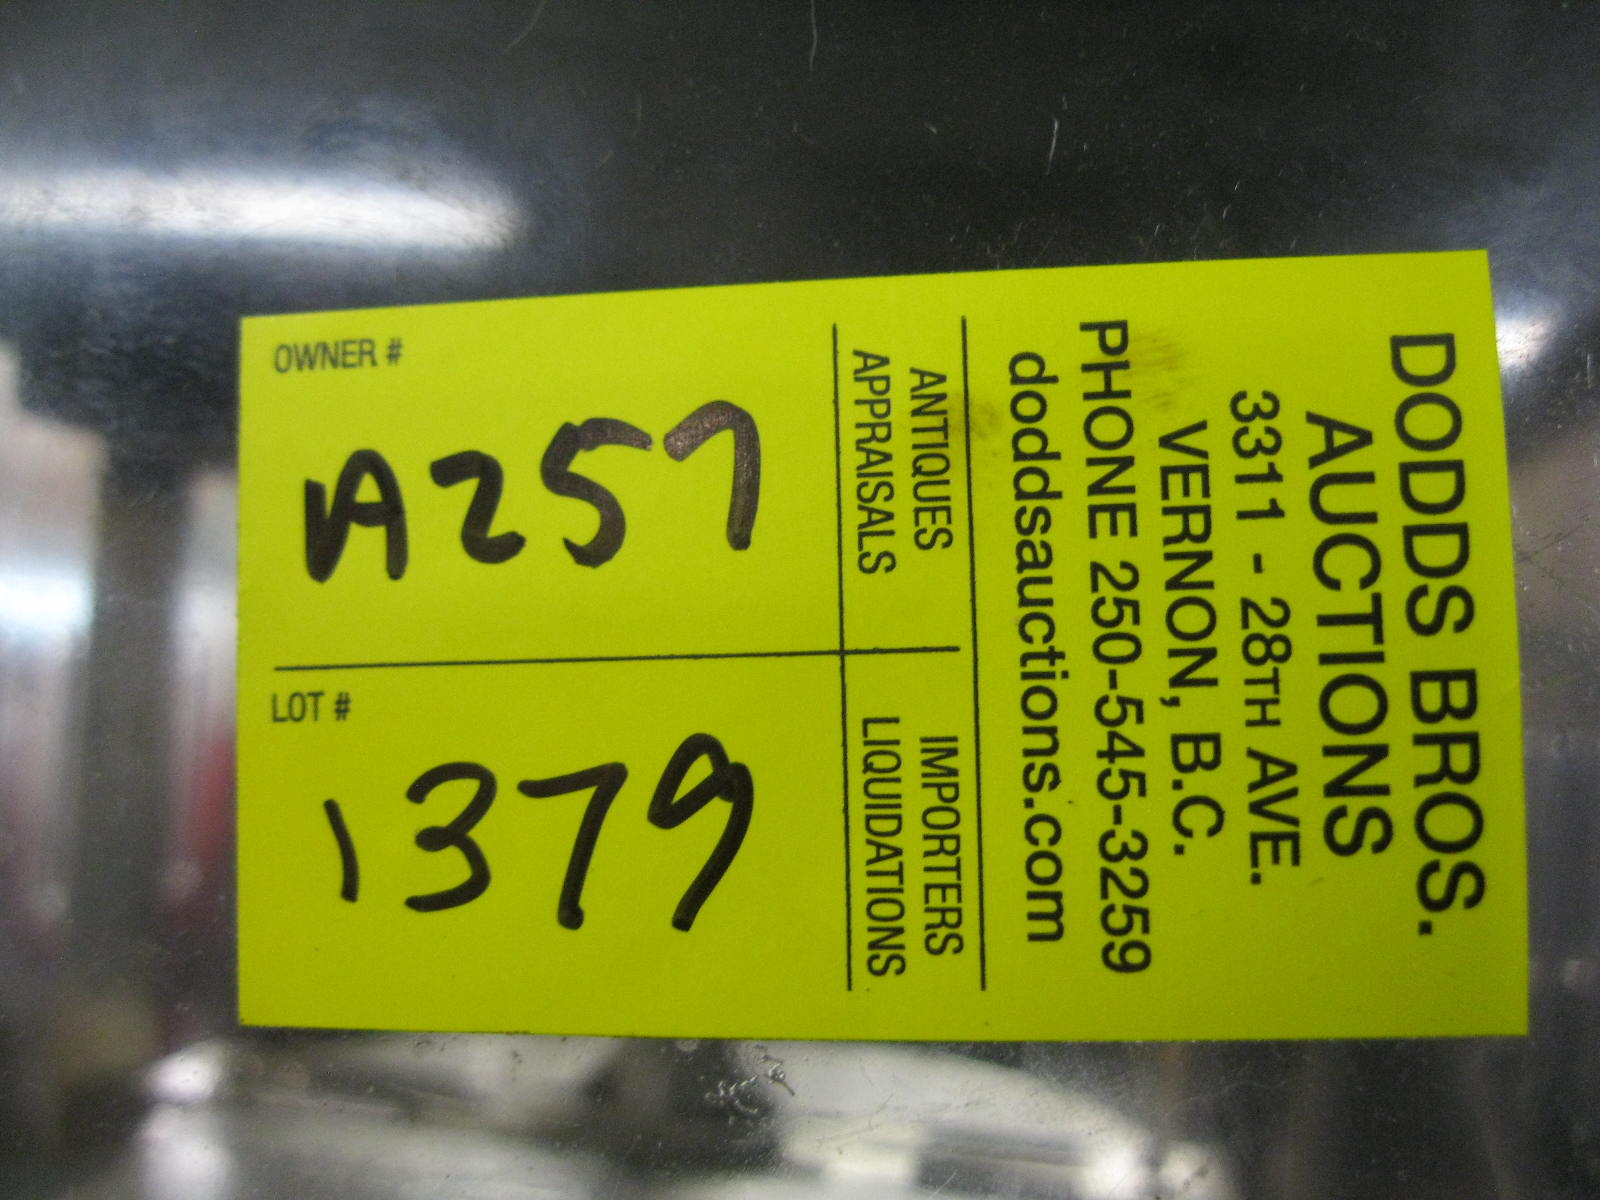 DODDS BROS.
AUCTIONS
3311 - 28TH AVE.
VERNON, B.C.
PHONE 250-545-3259
doddsauctions.com
ANTIQUES
APPRAISALS
IMPORTERS
LIQUIDATIONS
OWNER #
A257
LOT #
1379